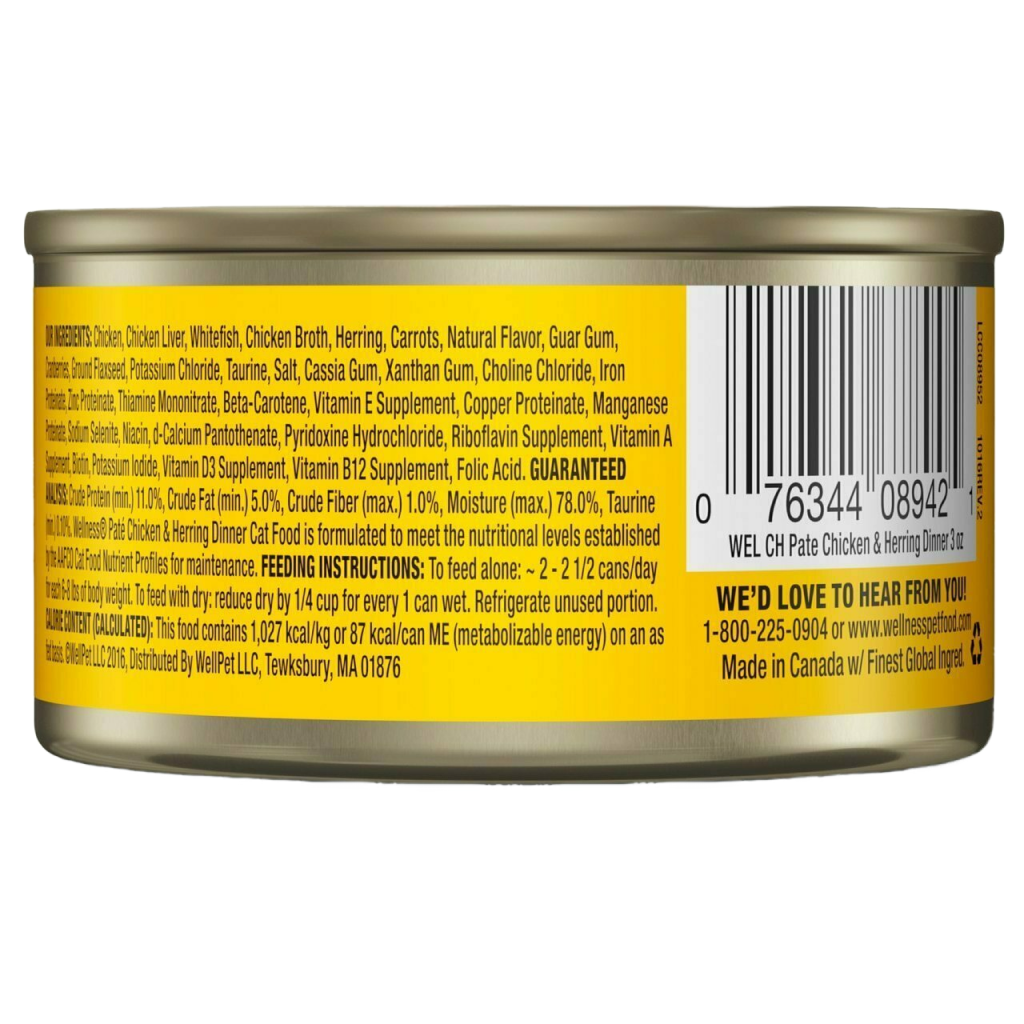 OUR INGREDIENTS: Chicken, Chicken Liver, Whitefish, Chicken Broth, Herring, Carrots, Natural Flavor, Guar Gum,
Cranberries, Ground Flaxseed, Potassium Chloride, Taurine, Salt, Cassia Gum, Xanthan Gum, Choline Chloride, Iron
Proteinate, Zinc Proteinate, Thiamine Mononitrate, Beta-Carotene, Vitamin E Supplement, Copper Proteinate, Manganese
Proteinate, Sodium Selenite, Niacin, d-Calcium Pantothenate, Pyridoxine Hydrochloride, Riboflavin Supplement, Vitamin A
Supplement, Biotin, Potassium Iodide, Vitamin D3 Supplement, Vitamin B12 Supplement, Folic Acid. GUARANTEED
ANALYSIS: Crude Protein (min.) 11.0%, Crude Fat (min.) 5.0%, Crude Fiber (max.) 1.0%, Moisture (max.) 78.0%, Taurine
(min.) 0.10%. Wellness® Paté Chicken & Herring Dinner Cat Food is formulated to meet the nutritional levels established
by the AAFCO Cat Food Nutrient Profiles for maintenance. FEEDING INSTRUCTIONS: To feed alone: ~ 2 - 2 1/2 cans/day
for each 6-8 lbs of body weight. To feed with dry: reduce dry by 1/4 cup for every 1 can wet. Refrigerate unused portion.
CALORIE CONTENT (CALCULATED): This food contains 1,027 kcal/kg or 87 kcal/can ME (metabolizable energy) on an as
fed basis. ©WellPet LLC 2016, Distributed By WellPet LLC, Tewksbury, MA 01876
0 76344 08942 1
WEL CH Pate Chicken & Herring Dinner 3 oz
WE'D LOVE TO HEAR FROM YOU!
1-800-225-0904 or www.wellnesspetfood.com
Made in Canada w/ Finest Global Ingred.
LCC08952 1016REV.2